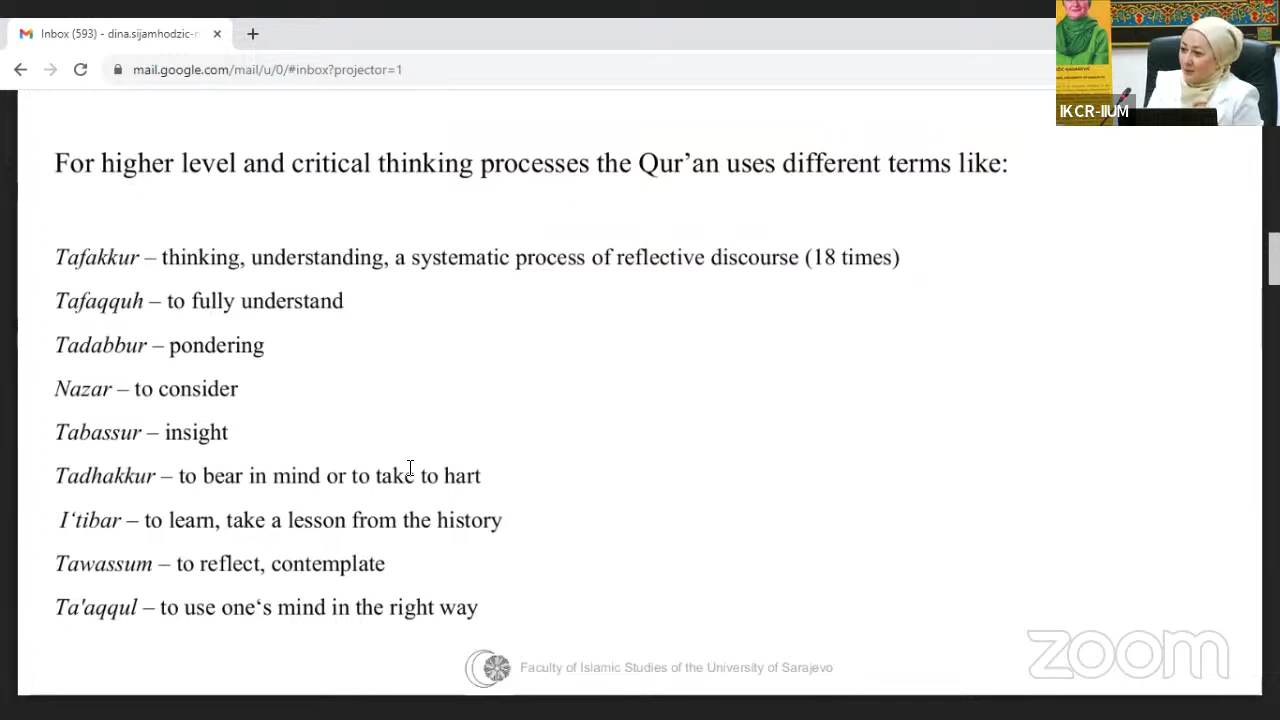 Inbox (593) - dina.sijamhodzic-
mail.google.com/mail/u/0/#inbox?projector=1
IKCR-IIUM
For higher level and critical thinking processes the Qur’an uses different terms like:
Tafakkur – thinking, understanding, a systematic process of reflective discourse (18 times)
Tafaqquh – to fully understand
Tadabbur – pondering
Nazar – to consider
Tabassur – insight
Tadhakkur – to bear in mind or to take to hart
I‘tibar – to learn, take a lesson from the history
Tawassum – to reflect, contemplate
Ta'aqqul – to use one‘s mind in the right way
Faculty of Islamic Studies of the University of Sarajevo
zoom